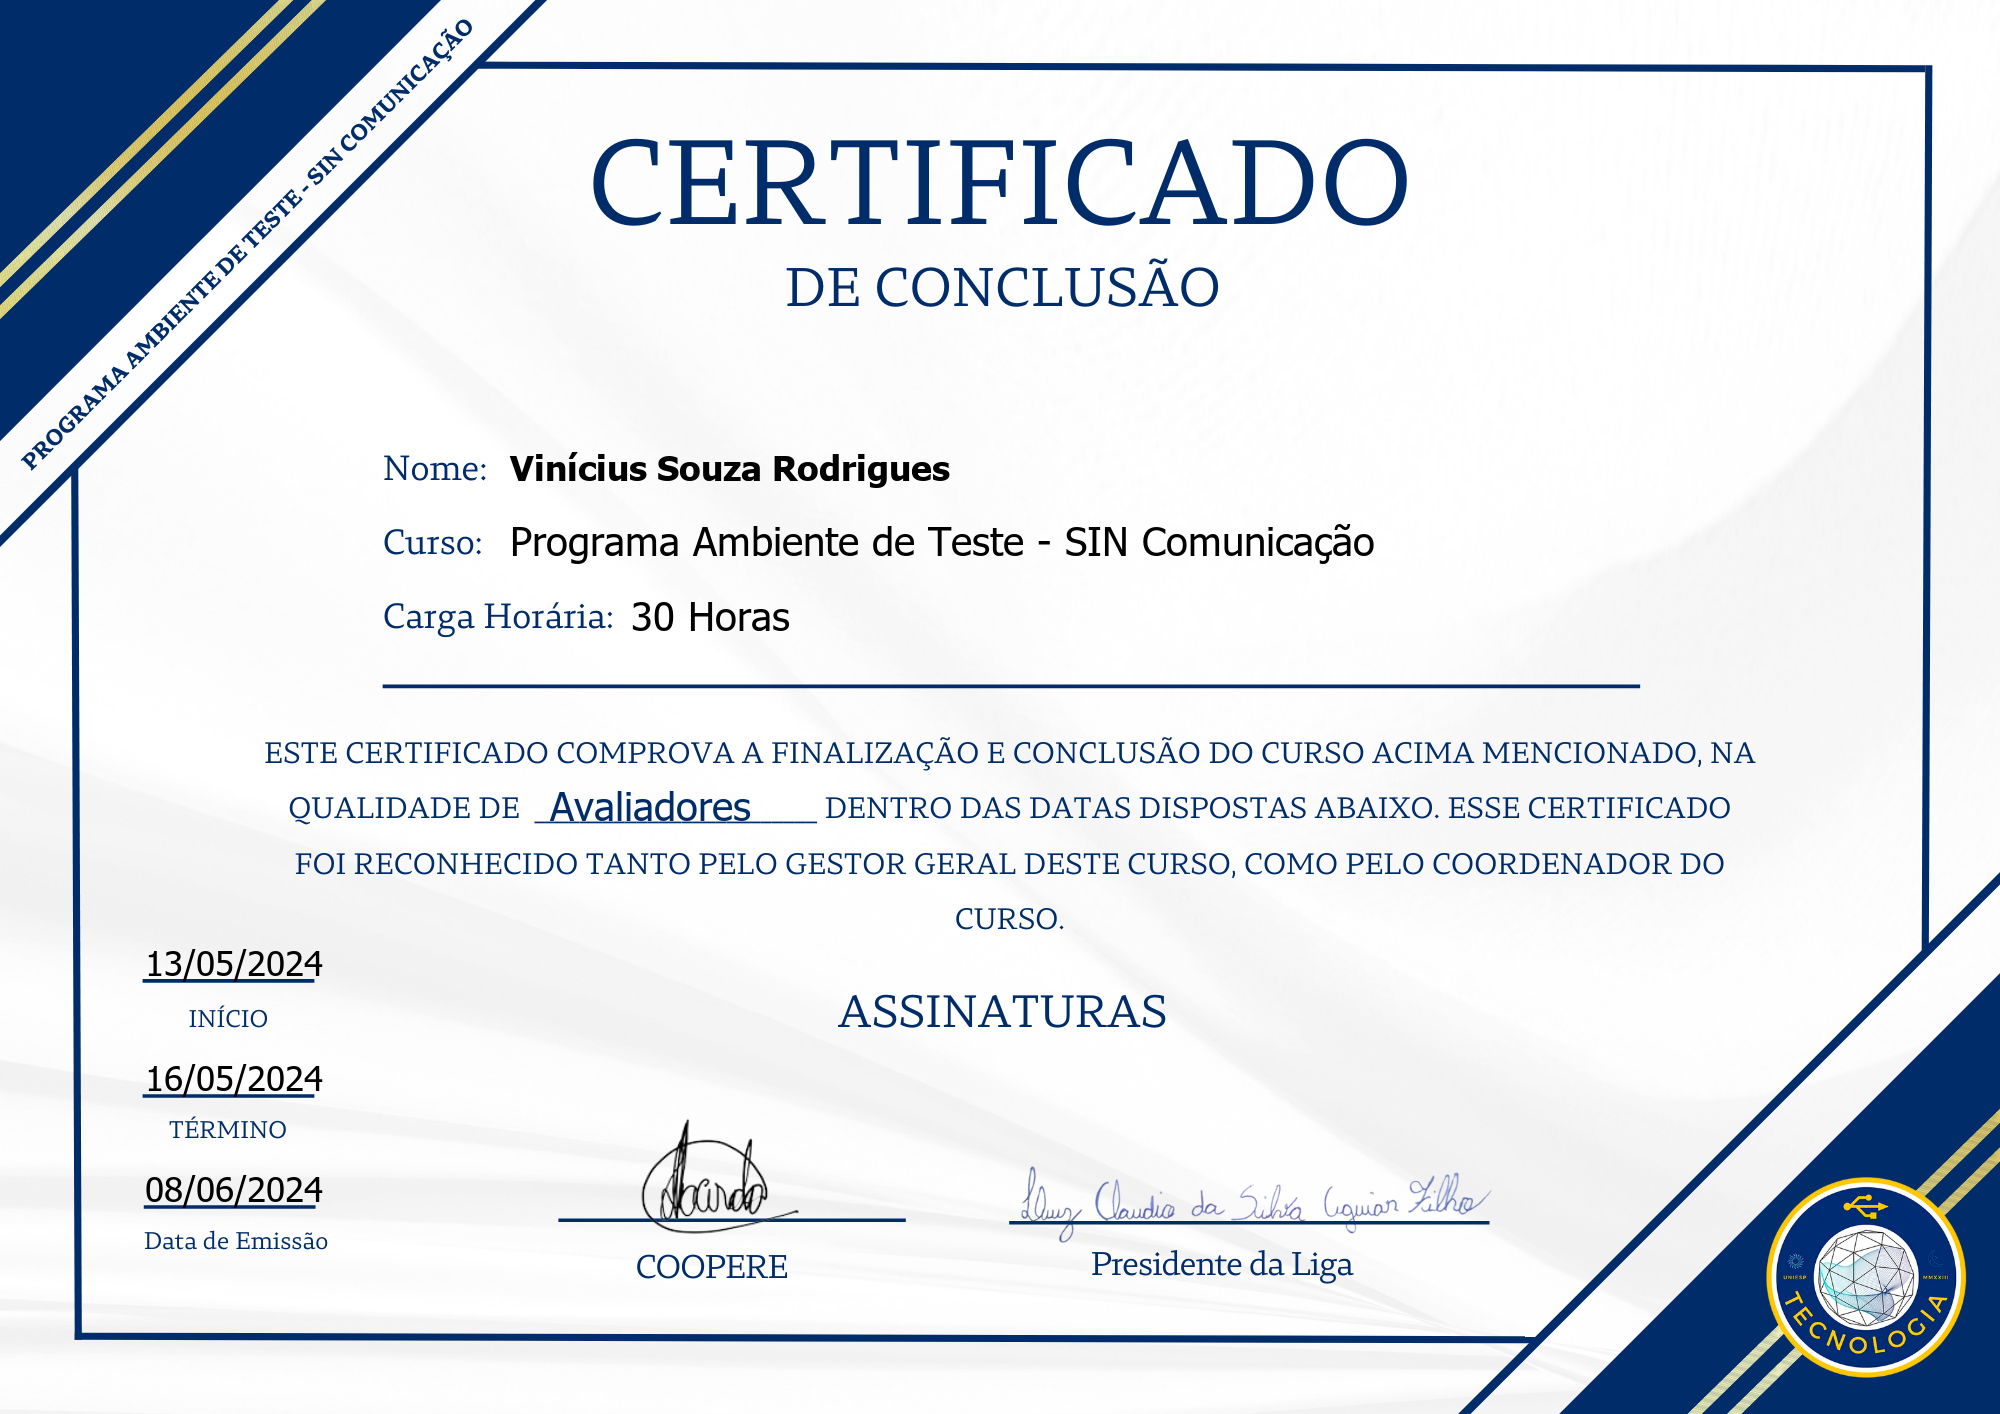 PROGRAMA AMBIENTE DE TESTE - SIN COMUNICAÇÃO
CERTIFICADO
DE CONCLUSÃO
Nome: Vinícius Souza Rodrigues
Curso: Programa Ambiente de Teste - SIN Comunicação
Carga Horária: 30 Horas
ESTE CERTIFICADO COMPROVA A FINALIZAÇÃO E CONCLUSÃO DO CURSO ACIMA MENCIONADO, NA
QUALIDADE DE Avaliadores DENTRO DAS DATAS DISPOSTAS ABAIXO. ESSE CERTIFICADO
FOI RECONHECIDO TANTO PELO GESTOR GERAL DESTE CURSO, COMO PELO COORDENADOR DO
CURSO.
13/05/2024
INÍCIO
16/05/2024
TÉRMINO
08/06/2024
Data de Emissão
ASSINATURAS
COOPERE
Claudio da Silva Aguiar Filho
Presidente da Liga
UNIESP
MMXXIII
TECNOLOGIA